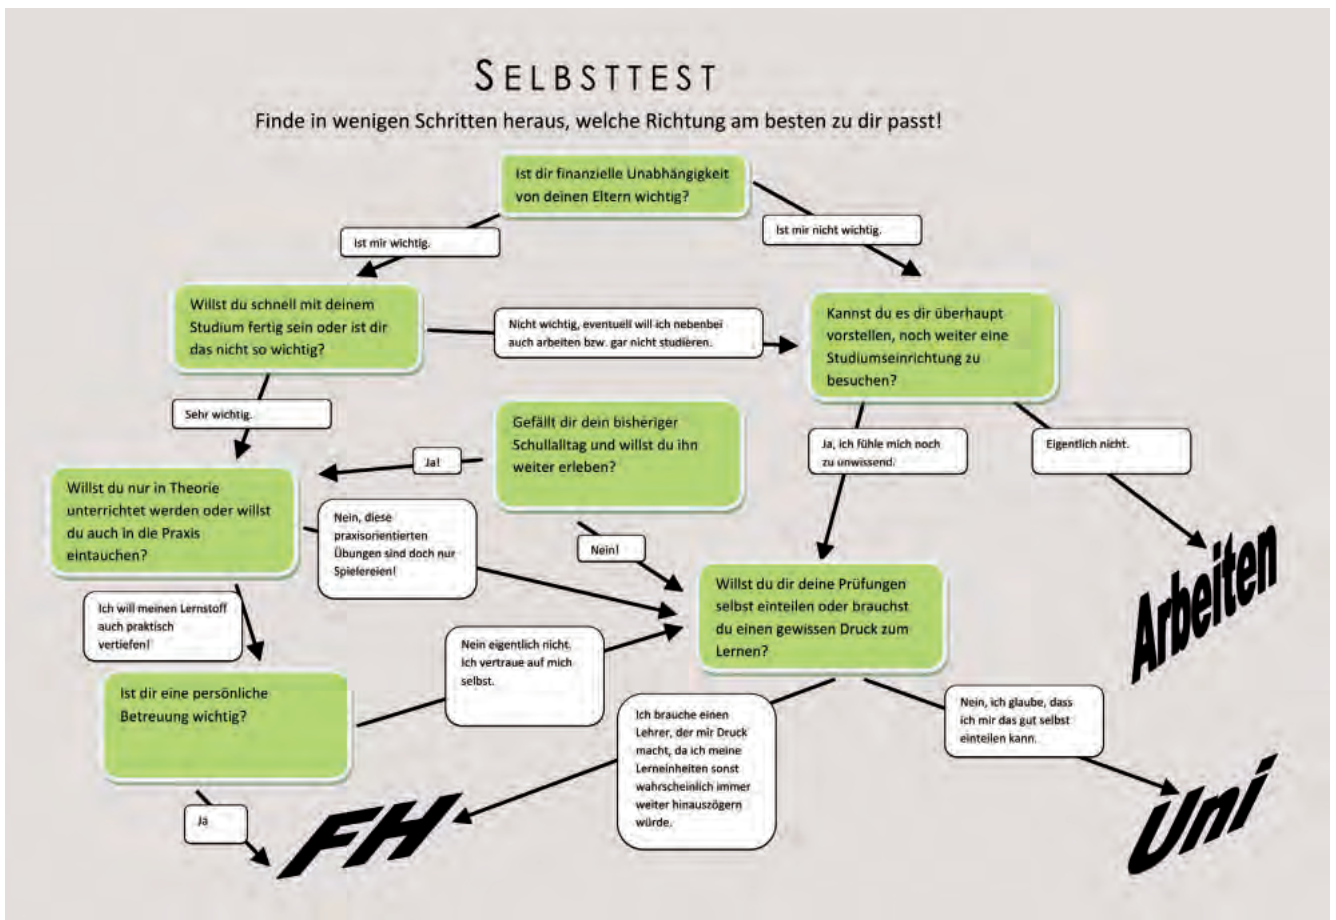 SELBSTTEST
Finde in wenigen Schritten heraus, welche Richtung am besten zu dir passt!
Ist dir finanzielle Unabhängigkeit
von deinen Eltern wichtig?
Ist mir wichtig.
Ist mir nicht wichtig.
Willst du schnell mit deinem
Studium fertig sein oder ist dir
das nicht so wichtig?
Nicht wichtig, eventuell will ich nebenbei
auch arbeiten bzw. gar nicht studieren.
Kannst du es dir überhaupt
vorstellen, noch weiter eine
Studiumseinrichtung zu
besuchen?
Sehr wichtig.
Gefällt dir dein bisheriger
Schullalltag und willst du ihn
weiter erleben?
Ja, ich fühle mich noch
zu unwissend.
Eigentlich nicht.
Ja!
Willst du nur in Theorie
unterrichtet werden oder willst
du auch in die Praxis
eintauchen?
Nein, diese
praxisorientierten
Übungen sind doch nur
Spielereien!
Nein!
Arbeiten
Willst du dir deine Prüfungen
selbst einteilen oder brauchst
du einen gewissen Druck zum
Lernen?
Ich will meinen Lernstoff
auch praktisch
vertiefen!
Nein eigentlich nicht.
Ich vertraue auf mich
selbst.
Ist dir eine persönliche
Betreuung wichtig?
Ich brauche einen
Lehrer, der mir Druck
macht, da ich meine
Lerneinheiten sonst
wahrscheinlich immer
weiter hinauszögern
würde.
Nein, ich glaube, dass
ich mir das gut selbst
einteilen kann.
Ja
FH
Uni